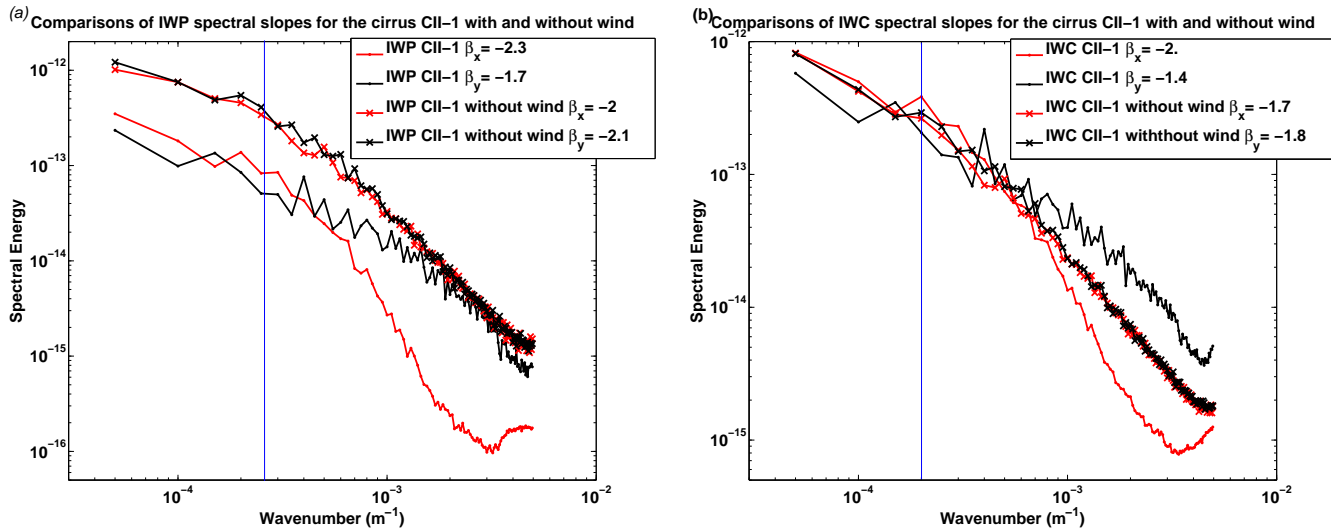 (a)
Comparisons of IWP spectral slopes for the cirrus CII−1 with and without wind
IWP CII−1 βx= −2.3
IWP CII−1 βy= −1.7
IWP CII−1 without wind βx= −2
IWP CII−1 without wind βy= −2.1
Spectral Energy
10−12
10−13
10−14
10−15
10−16
10−4
10−3
10−2
Wavenumber (m−1)
(b)
Comparisons of IWC spectral slopes for the cirrus CII−1 with and without wind
IWC CII−1 βx= −2.
IWC CII−1 βy= −1.4
IWC CII−1 without wind βx= −1.7
IWC CII−1 withthout wind βy= −1.8
Spectral Energy
10−12
10−13
10−14
10−15
10−4
10−3
10−2
Wavenumber (m−1)